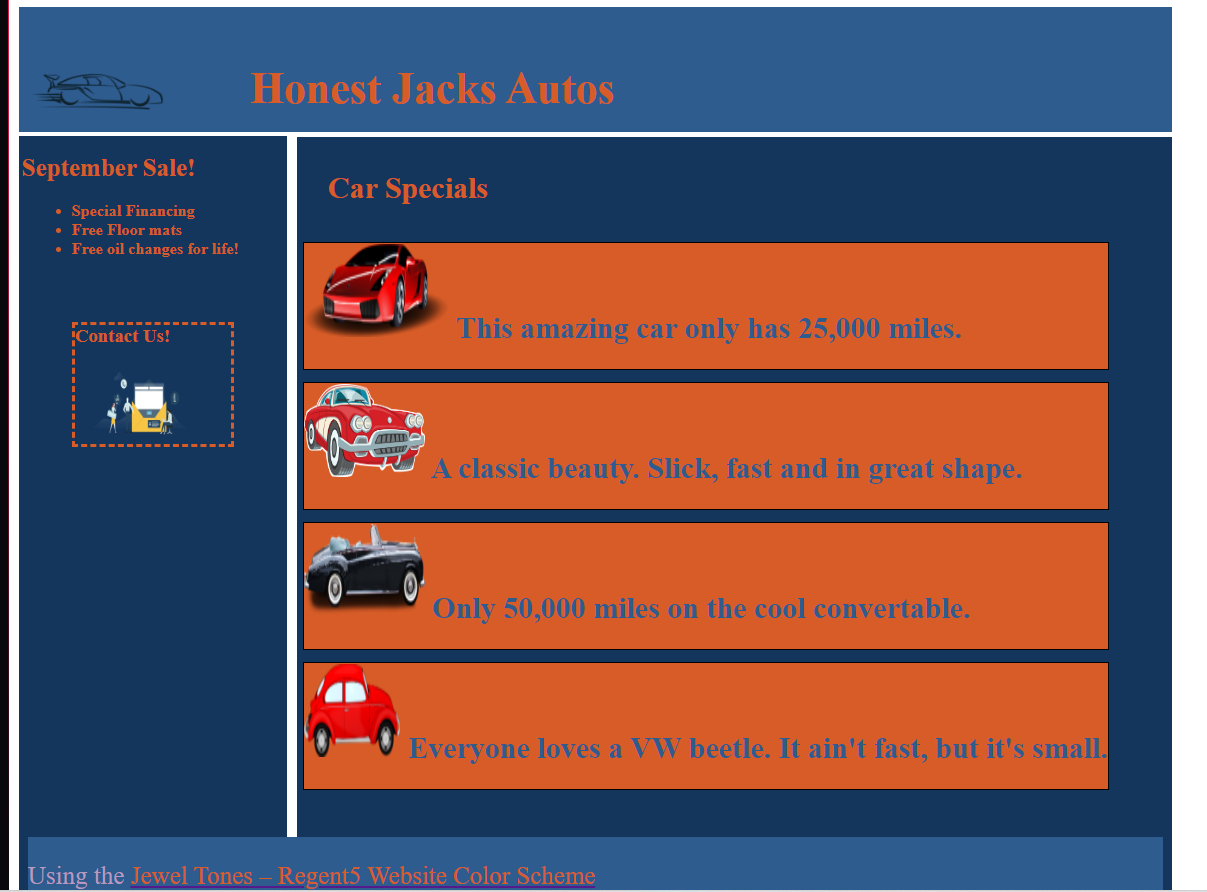 Honest Jacks Autos
September Sale!
Special Financing
Free Floor mats
Free oil changes for life!
Contact Us!
Car Specials
This amazing car only has 25,000 miles.
A classic beauty. Slick, fast and in great shape.
Only 50,000 miles on the cool convertable.
Everyone loves a VW beetle. It ain't fast, but it's small.
Using the Jewel Tones – Regent5 Website Color Scheme